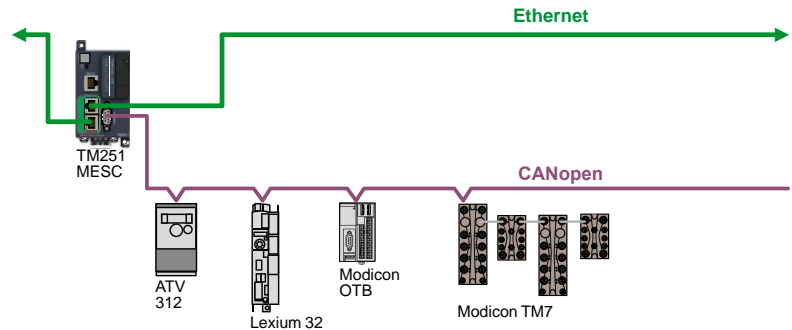 Ethernet
TM251
MESC
CANopen
ATV
312
Lexium 32
Modicon
OTB
Modicon TM7